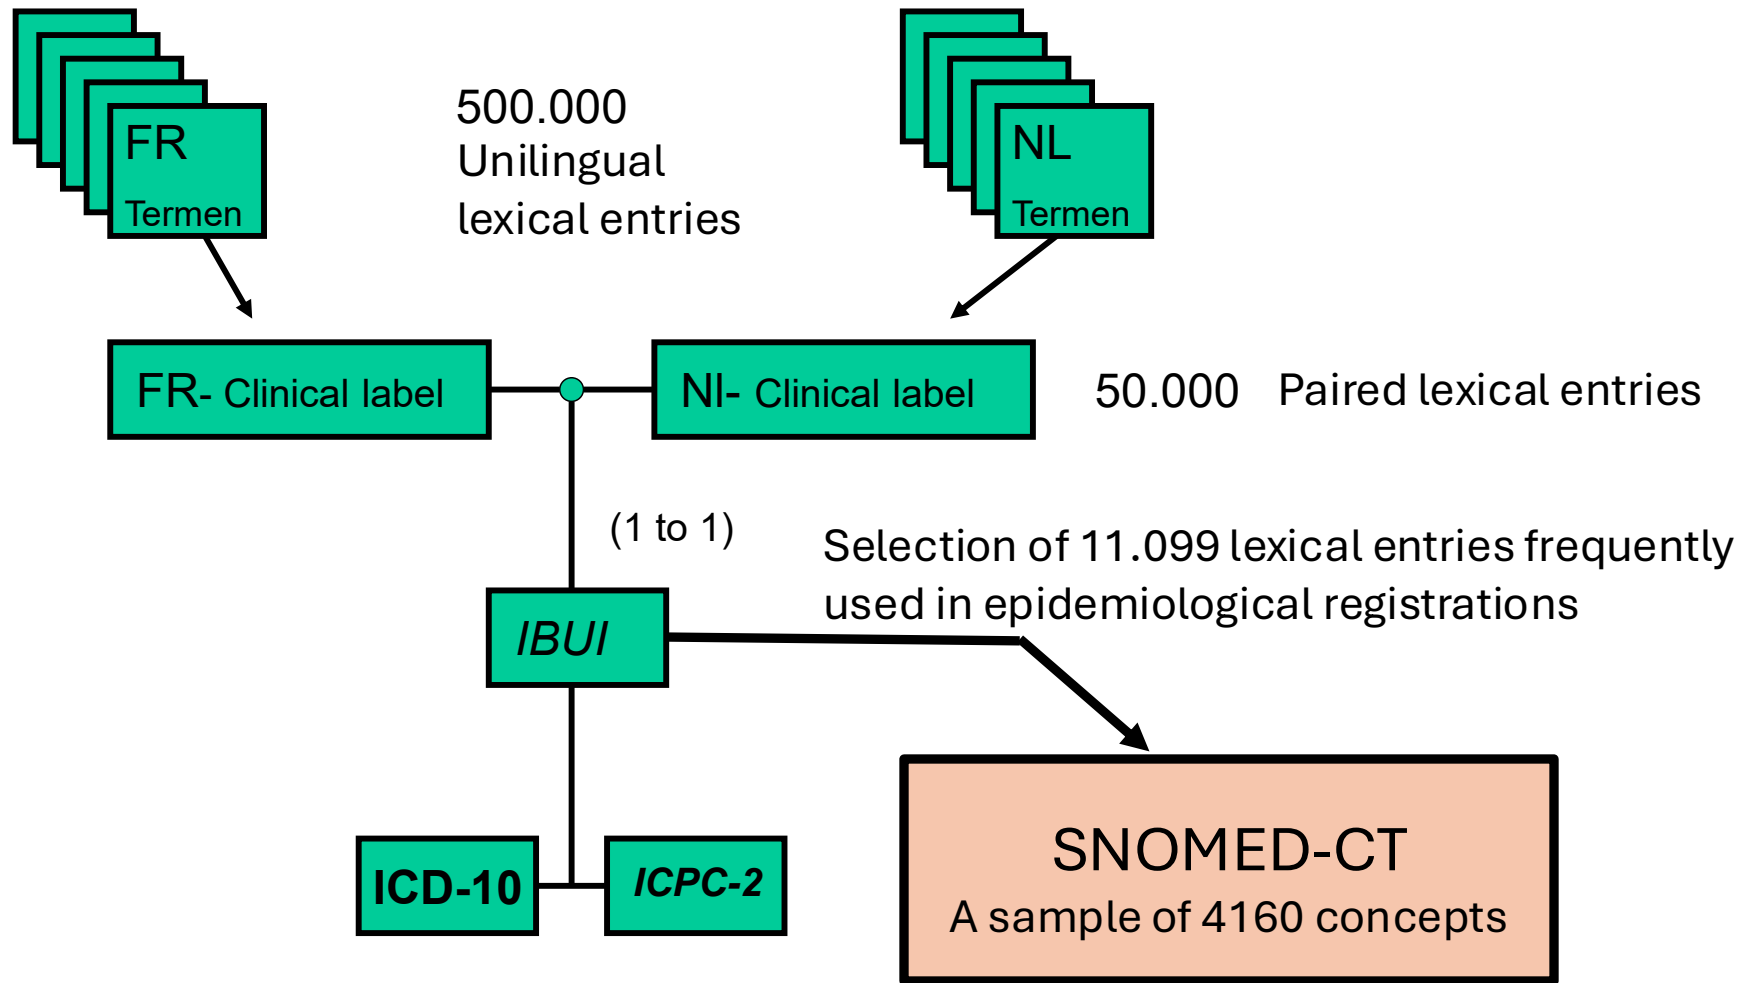 FR
Termen
500.000
Unilingual
lexical entries
NL
Termen
FR- Clinical label
Nl- Clinical label
50.000 Paired lexical entries
(1 to 1)
Selection of 11.099 lexical entries frequently
used in epidemiological registrations
IBUI
ICD-10
ICPC-2
SNOMED-CT
A sample of 4160 concepts